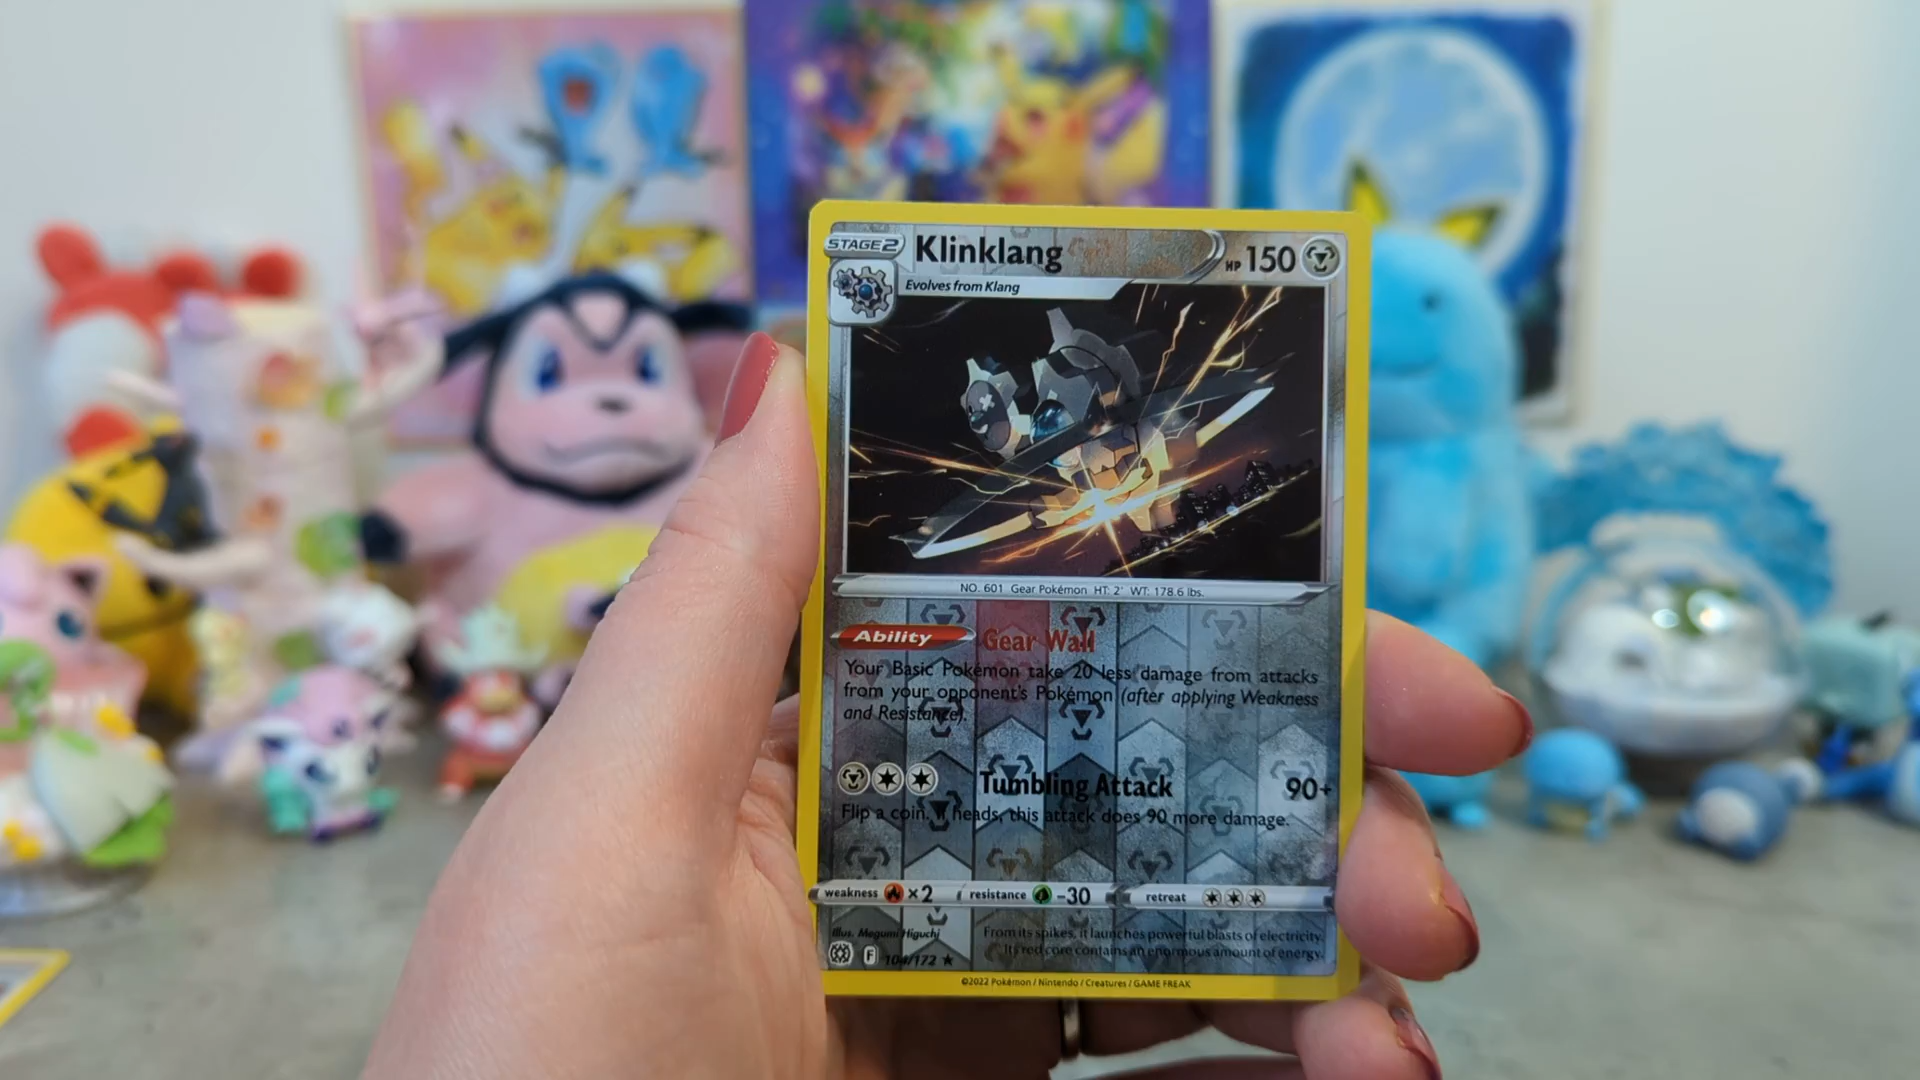 STAGE2 Klinklang HP 150
Evolves from Klang
NO. 601 Gear Pokémon HT: 2' WT: 178.6 lbs.
Ability Gear Wall
Your Basic Pokémon take 20 less damage from attacks
from your opponent's Pokémon (after applying Weakness
and Resistance).
Tumbling Attack 90+
Flip a coin. If heads, this attack does 90 more damage.
weakness ×2 resistance -30 retreat
Illus. Megumi Higuchi
From its spikes, it launches powerful blasts of electricity.
Its red core contains an enormous amount of energy.
F 104/172
©2022 Pokémon / Nintendo / Creatures / GAME FREAK